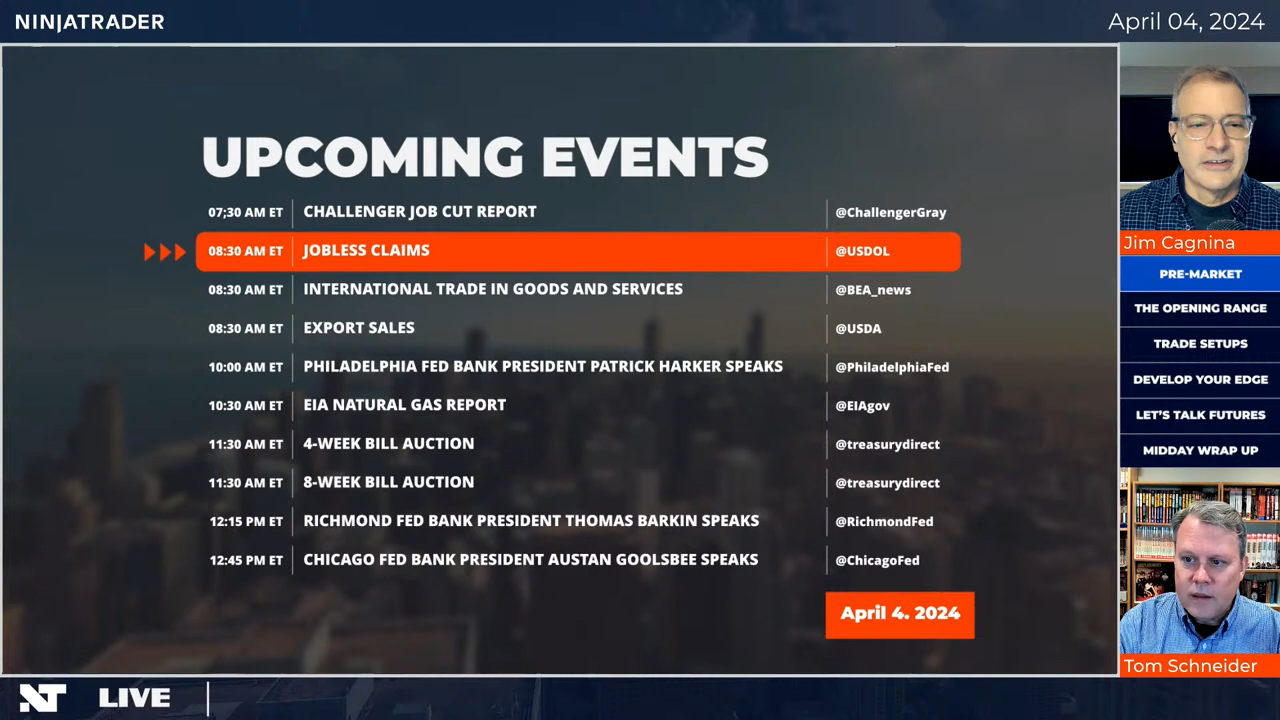 NINJATRADER
April 04, 2024
UPCOMING EVENTS
07;30 AM ET CHALLENGER JOB CUT REPORT @ChallengerGray
08:30 AM ET JOBLESS CLAIMS @USDOL
08:30 AM ET INTERNATIONAL TRADE IN GOODS AND SERVICES @BEA_news
08:30 AM ET EXPORT SALES @USDA
10:00 AM ET PHILADELPHIA FED BANK PRESIDENT PATRICK HARKER SPEAKS @PhiladelphiaFed
10:30 AM ET EIA NATURAL GAS REPORT @EIAgov
11:30 AM ET 4-WEEK BILL AUCTION @treasurydirect
11:30 AM ET 8-WEEK BILL AUCTION @treasurydirect
12:15 PM ET RICHMOND FED BANK PRESIDENT THOMAS BARKIN SPEAKS @RichmondFed
12:45 PM ET CHICAGO FED BANK PRESIDENT AUSTAN GOOLSBEE SPEAKS @ChicagoFed
April 4. 2024
Jim Cagnina
PRE-MARKET
THE OPENING RANGE
TRADE SETUPS
DEVELOP YOUR EDGE
LET'S TALK FUTURES
MIDDAY WRAP UP
Tom Schneider
NT LIVE